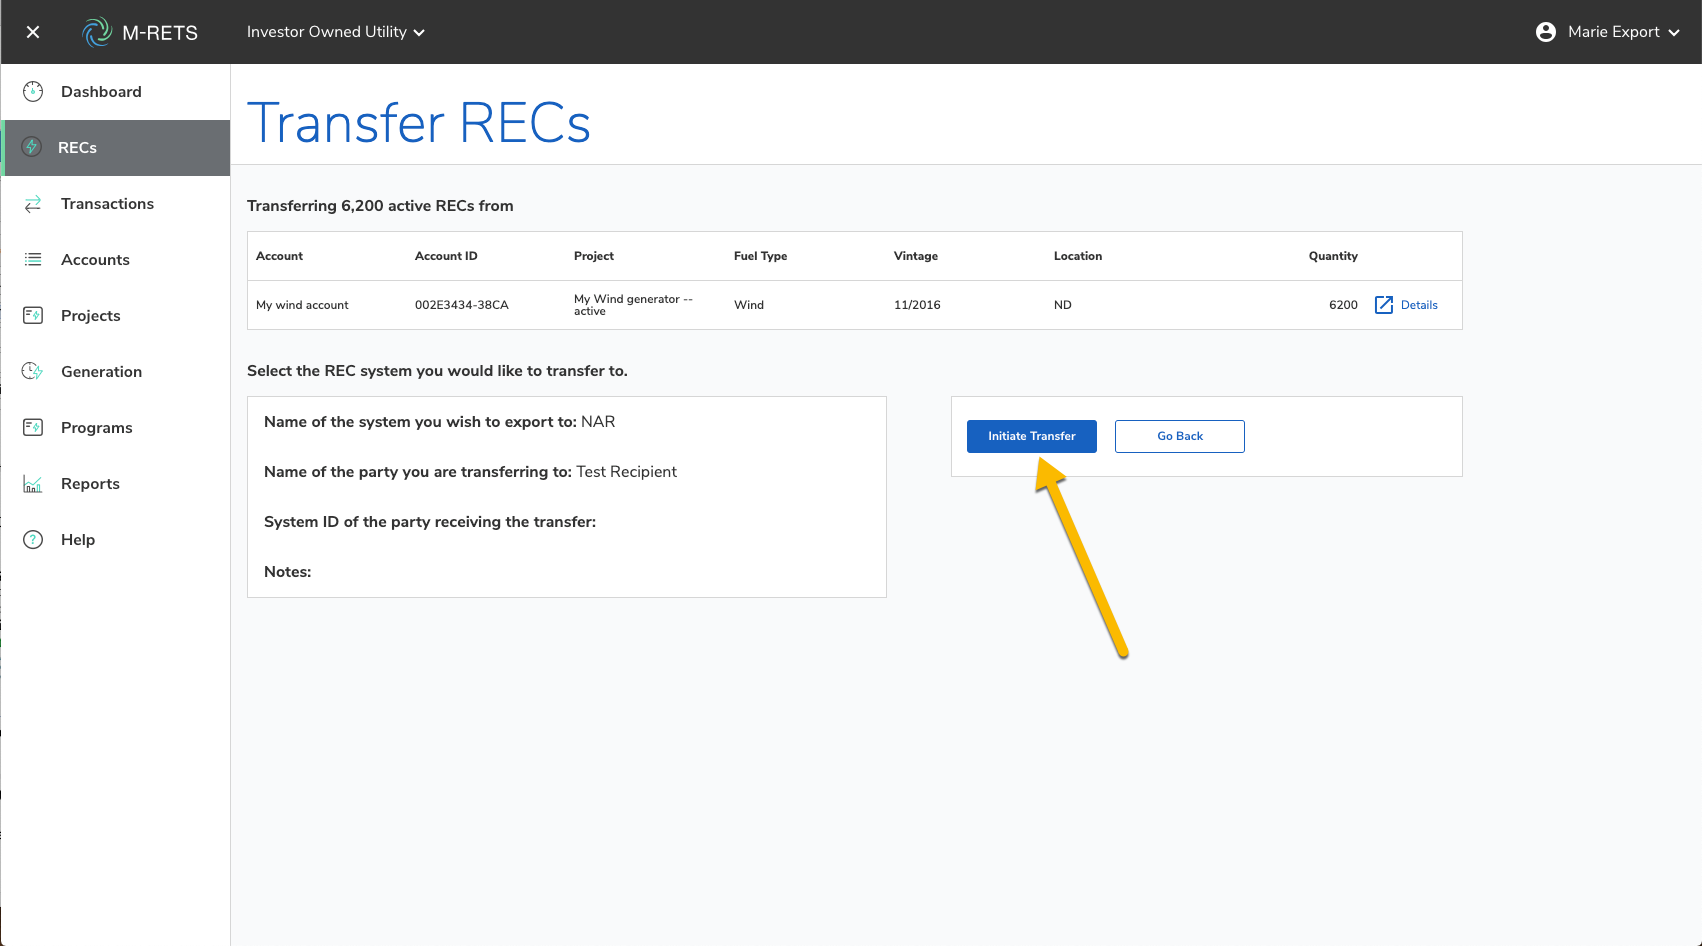 M-RETS
Investor Owned Utility
Marie Export
Dashboard
RECs
Transactions
Accounts
Projects
Generation
Programs
Reports
Help
Transfer RECs
Transferring 6,200 active RECs from
Account Account ID Project Fuel Type Vintage Location Quantity
My wind account 002E3434-38CA My Wind generator -- active Wind 11/2016 ND 6200 Details
Select the REC system you would like to transfer to.
Name of the system you wish to export to: NAR
Name of the party you are transferring to: Test Recipient
System ID of the party receiving the transfer:
Notes:
Initiate Transfer Go Back